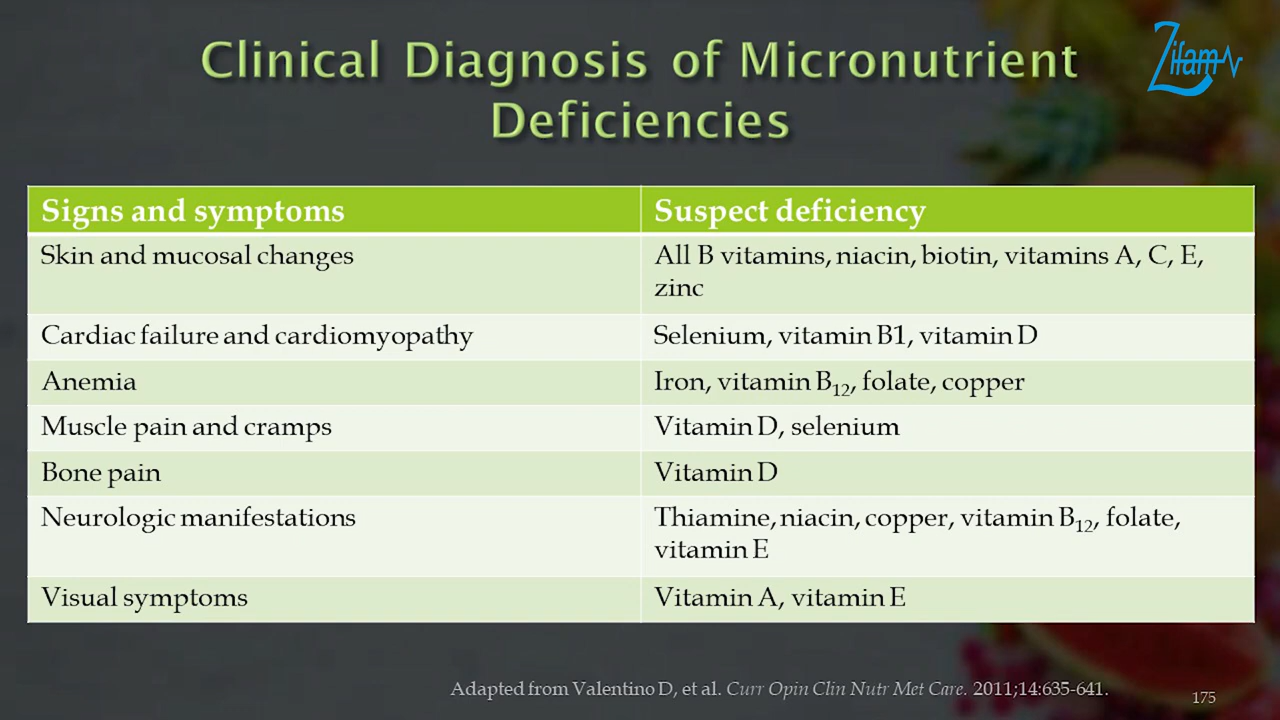 Clinical Diagnosis of Micronutrient
Deficiencies
Zifam
Signs and symptoms
Suspect deficiency
Skin and mucosal changes
All B vitamins, niacin, biotin, vitamins A, C, E,
zinc
Cardiac failure and cardiomyopathy
Selenium, vitamin B1, vitamin D
Anemia
Iron, vitamin B₁₂, folate, copper
Muscle pain and cramps
Vitamin D, selenium
Bone pain
Vitamin D
Neurologic manifestations
Thiamine, niacin, copper, vitamin B₁₂, folate,
vitamin E
Visual symptoms
Vitamin A, vitamin E
Adapted from Valentino D, et al. Curr Opin Clin Nutr Met Care. 2011;14:635-641.
175